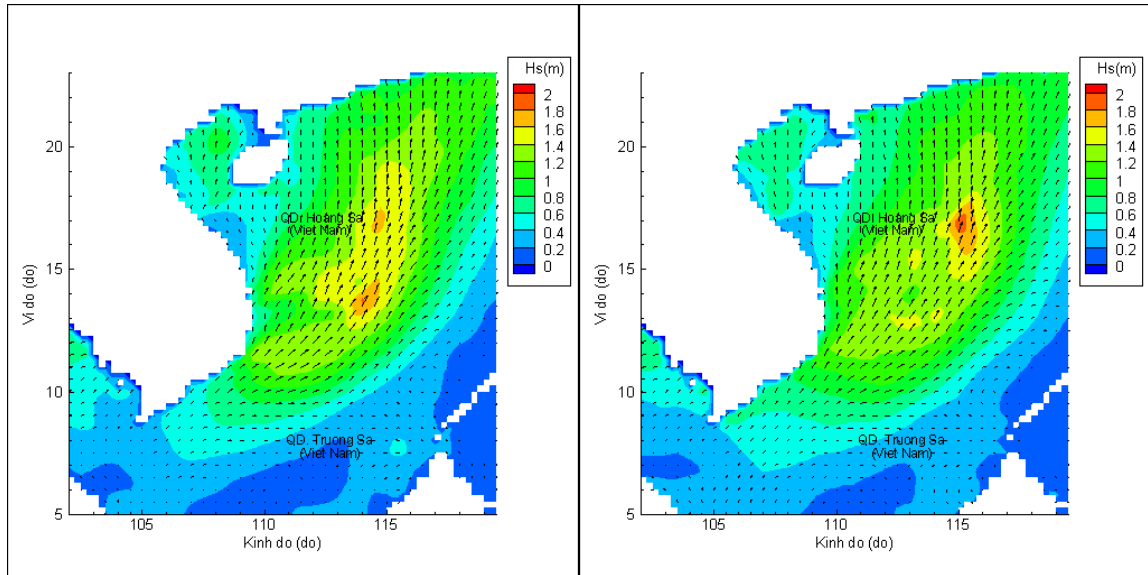 Hs(m)
2
1.8
1.6
1.4
1.2
1
0.8
0.6
0.4
0.2
0
20
15
10
5
Vi do (do)
QDr Hoang Sa
(Viet Nam)
QD. Truong Sa
(Viet Nam)
105
110
115
Kinh do (do)
Hs(m)
2
1.8
1.6
1.4
1.2
1
0.8
0.6
0.4
0.2
0
20
15
10
5
Vi do (do)
QDI Hoang Sa
(Viet Nam)
QD. Truong Sa
(Viet Nam)
105
110
115
Kinh do (do)